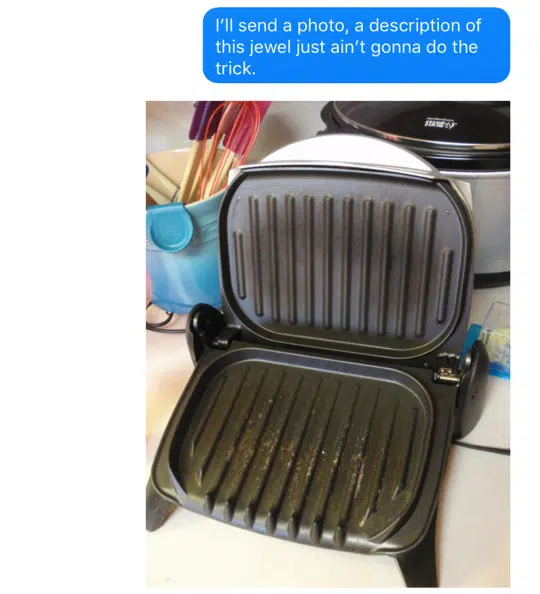 I’ll send a photo, a description of
this jewel just ain’t gonna do the
trick.